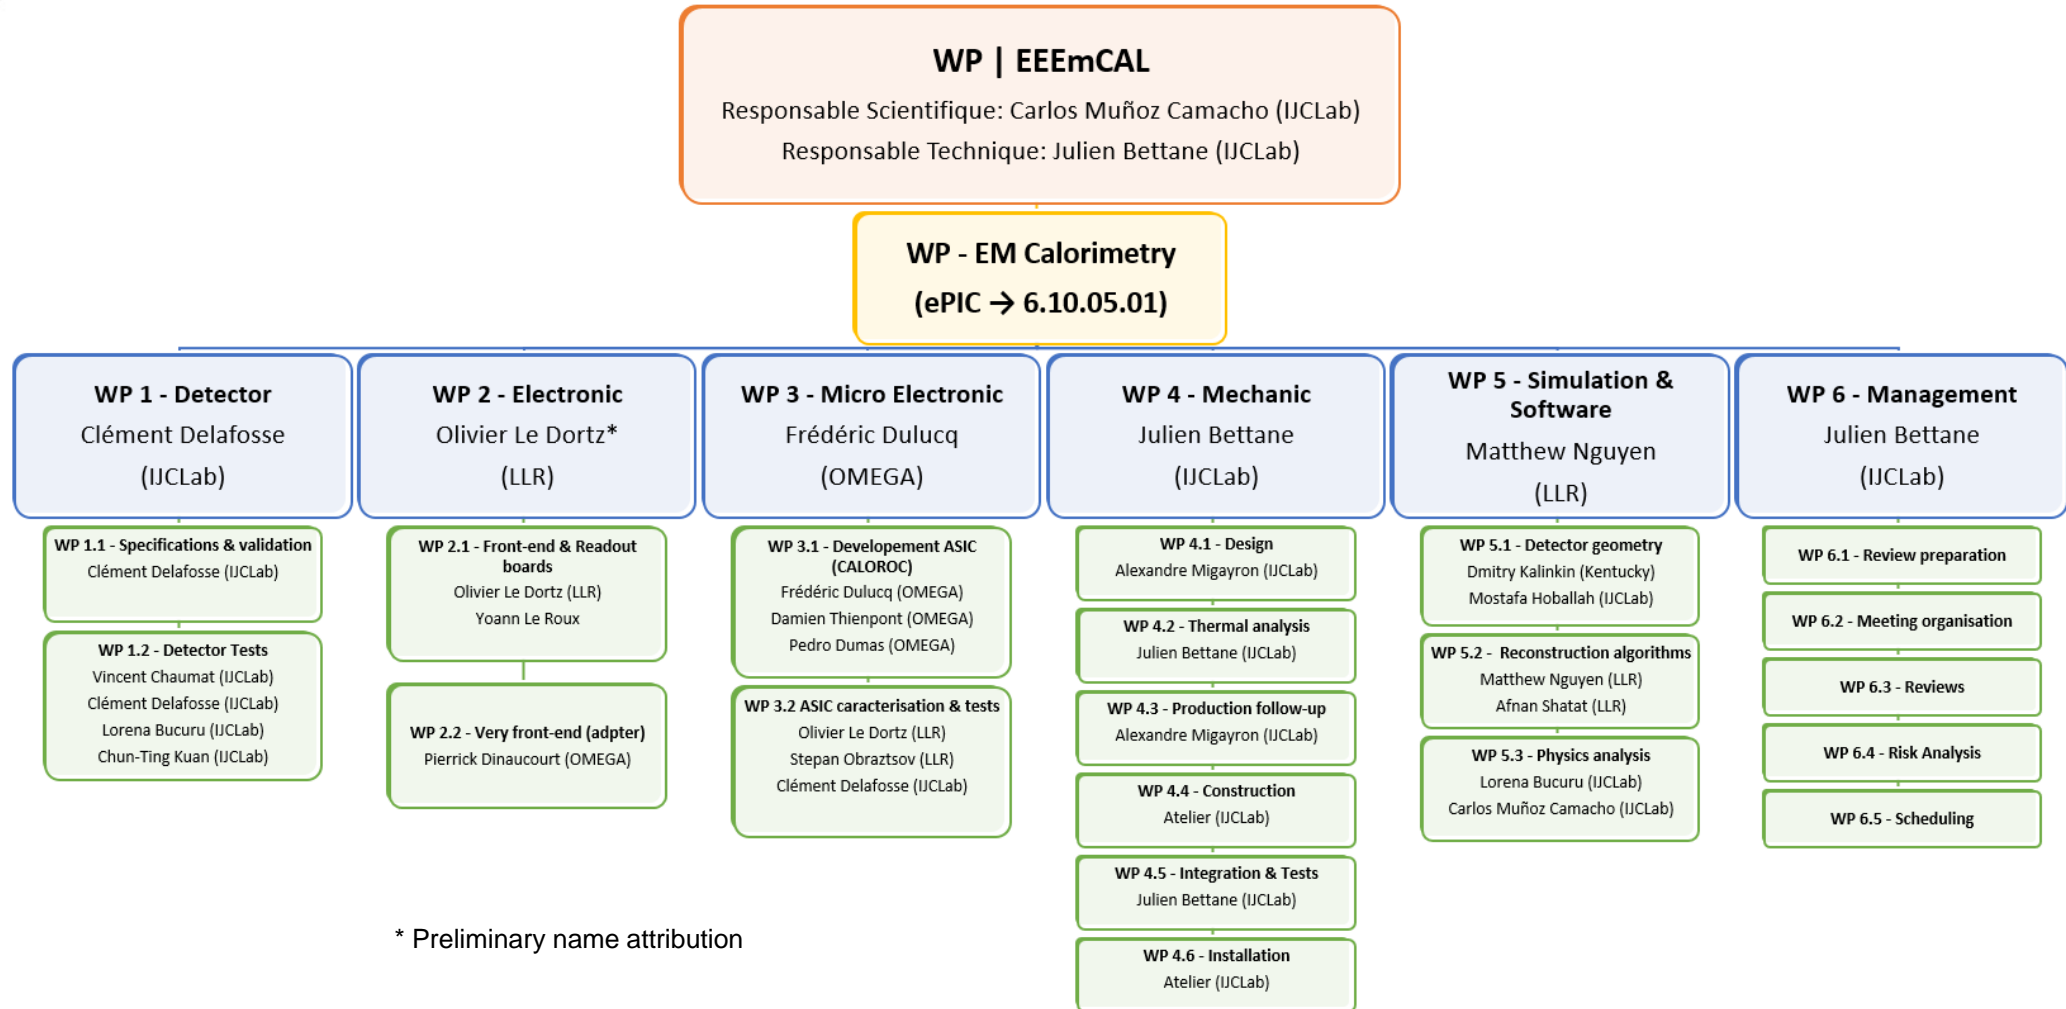 WP | EEEmCAL
Responsable Scientifique: Carlos Muñoz Camacho (IJCLab)
Responsable Technique: Julien Bettane (IJCLab)
WP - EM Calorimetry
(ePIC → 6.10.05.01)
WP 1 - Detector
Clément Delafosse
(IJCLab)
WP 1.1 - Specifications & validation
Clément Delafosse (IJCLab)
WP 1.2 - Detector Tests
Vincent Chaumat (IJCLab)
Clément Delafosse (IJCLab)
Lorena Bucuru (IJCLab)
Chun-Ting Kuan (IJCLab)
WP 2 - Electronic
Olivier Le Dortz*
(LLR)
WP 2.1 - Front-end & Readout
boards
Olivier Le Dortz (LLR)
Yoann Le Roux
WP 2.2 - Very front-end (adpter)
Pierrick Dinaucourt (OMEGA)
WP 3 - Micro Electronic
Frédéric Dulucq
(OMEGA)
WP 3.1 - Developement ASIC
(CALOROC)
Frédéric Dulucq (OMEGA)
Damien Thienpont (OMEGA)
Pedro Dumas (OMEGA)
WP 3.2 ASIC caracterisation & tests
Olivier Le Dortz (LLR)
Stepan Obraztsov (LLR)
Clément Delafosse (IJCLab)
WP 4 - Mechanic
Julien Bettane
(IJCLab)
WP 4.1 - Design
Alexandre Migayron (IJCLab)
WP 4.2 - Thermal analysis
Julien Bettane (IJCLab)
WP 4.3 - Production follow-up
Alexandre Migayron (IJCLab)
WP 4.4 - Construction
Atelier (IJCLab)
WP 4.5 - Integration & Tests
Julien Bettane (IJCLab)
WP 4.6 - Installation
Atelier (IJCLab)
WP 5 - Simulation &
Software
Matthew Nguyen
(LLR)
WP 5.1 - Detector geometry
Dmitry Kalinkin (Kentucky)
Mostafa Hoballah (IJCLab)
WP 5.2 - Reconstruction algorithms
Matthew Nguyen (LLR)
Afnan Shatat (LLR)
WP 5.3 - Physics analysis
Lorena Bucuru (IJCLab)
Carlos Muñoz Camacho (IJCLab)
WP 6 - Management
Julien Bettane
(IJCLab)
WP 6.1 - Review preparation
WP 6.2 - Meeting organisation
WP 6.3 - Reviews
WP 6.4 - Risk Analysis
WP 6.5 - Scheduling
* Preliminary name attribution